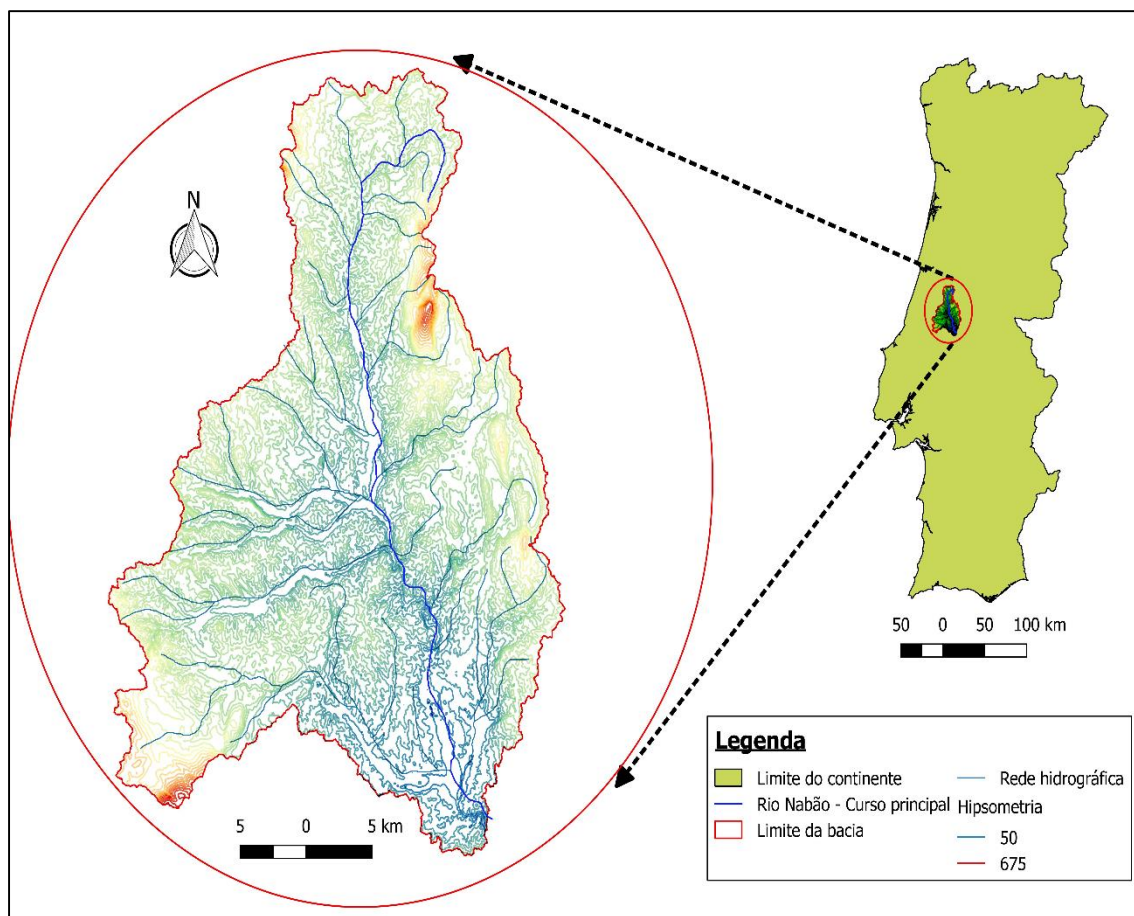 N
5 0 5 km
50 0 50 100 km
Legenda
Limite do continente
Rio Nabão - Curso principal
Limite da bacia
Rede hidrográfica
Hipsometria
50
675